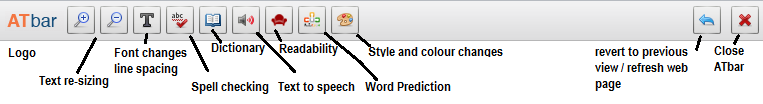 ATbar
T
abc
Logo
Text re-sizing
Font changes
line spacing
Spell checking
Dictionary
Text to speech
Readability
Word Prediction
Style and colour changes
revert to previous
view / refresh web
page
Close
ATbar